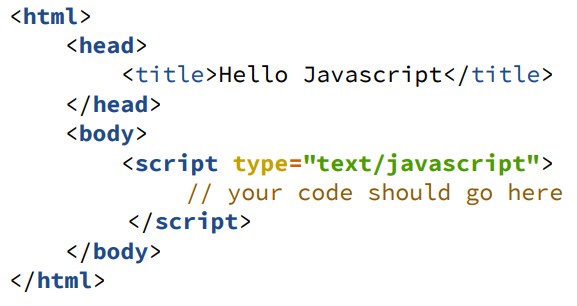 <html>
    <head>
        <title>Hello Javascript</title>
    </head>
    <body>
        <script type="text/javascript">
            // your code should go here
        </script>
    </body>
</html>